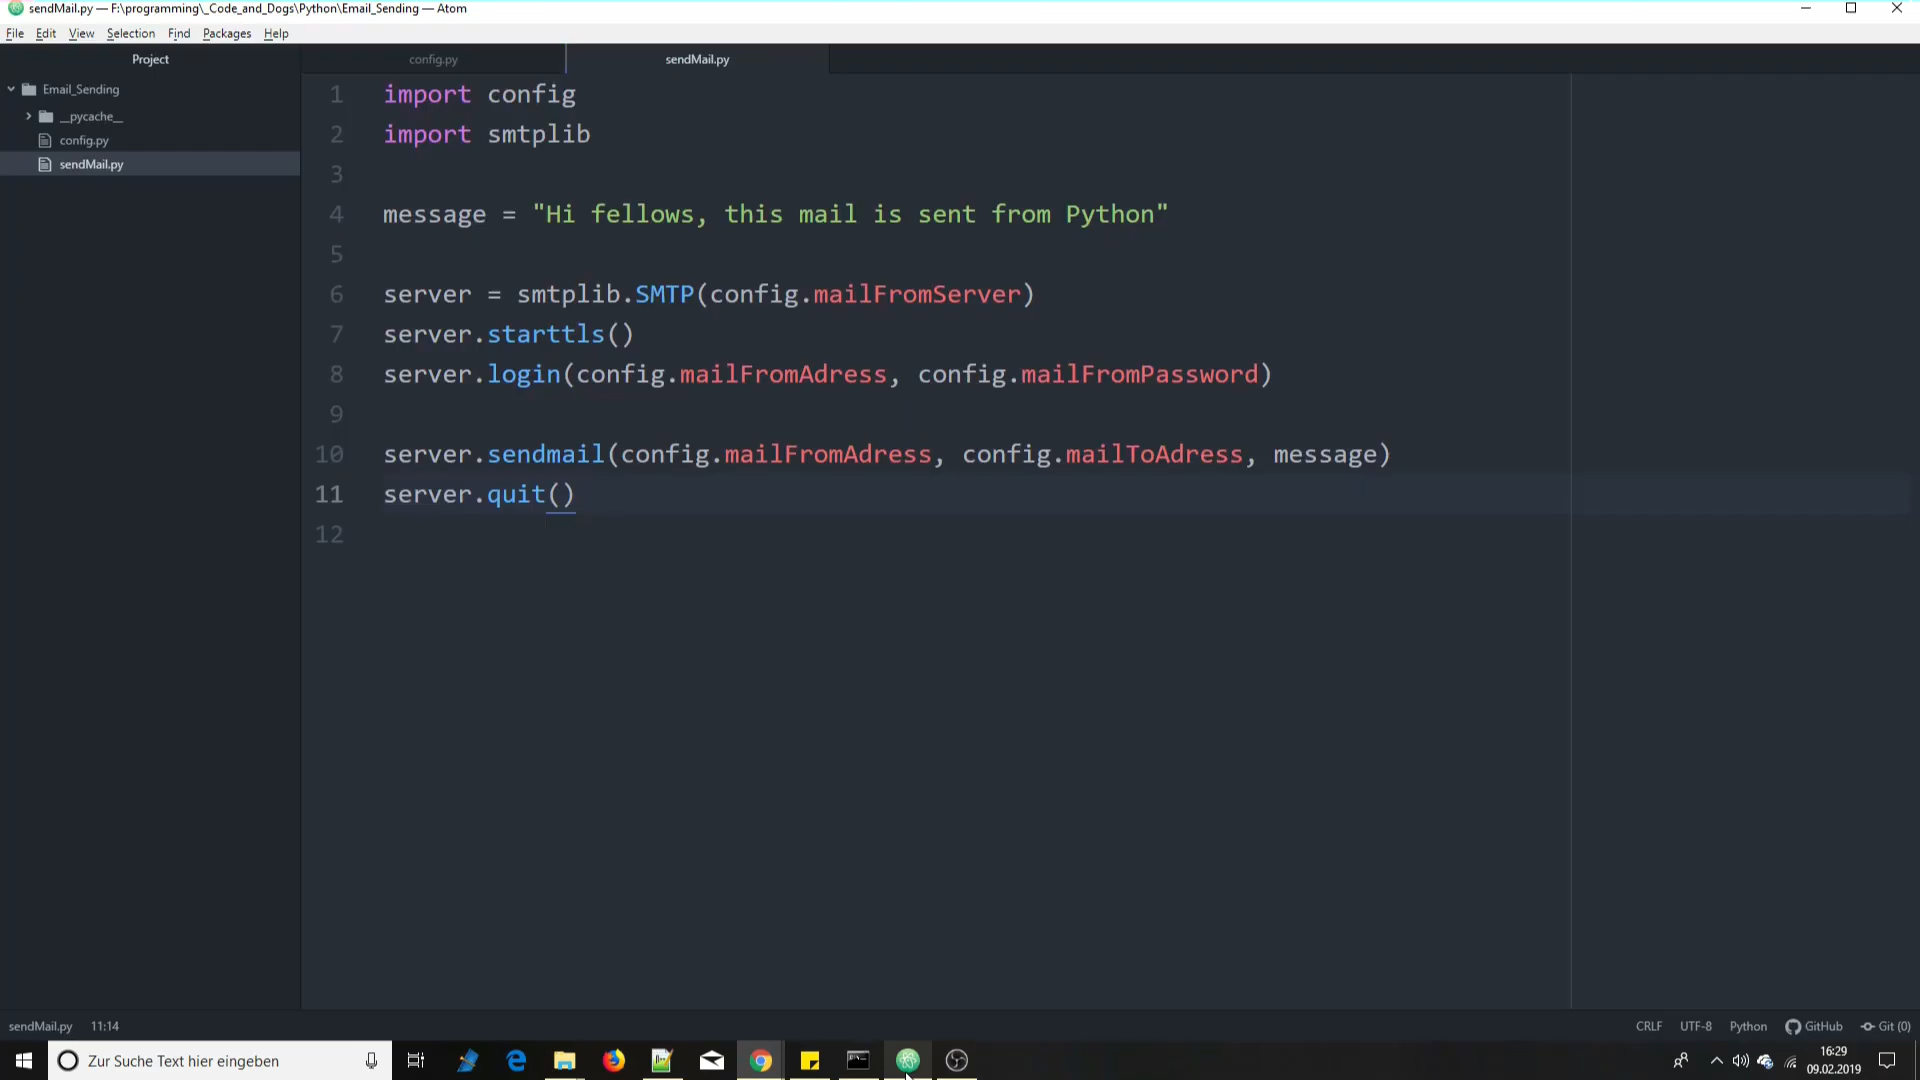 sendMail.py — F:\programming\_Code_and_Dogs\Python\Email_Sending — Atom
File Edit View Selection Find Packages Help
Project
config.py
sendMail.py
Email_Sending
__pycache__
config.py
sendMail.py
1 import config
2 import smtplib
3
4 message = "Hi fellows, this mail is sent from Python"
5
6 server = smtplib.SMTP(config.mailFromServer)
7 server.starttls()
8 server.login(config.mailFromAdress, config.mailFromPassword)
9
10 server.sendmail(config.mailFromAdress, config.mailToAdress, message)
11 server.quit()
12
sendMail.py 11:14
CRLF UTF-8 Python GitHub Git (0)
Zur Suche Text hier eingeben
16:29
09.02.2019